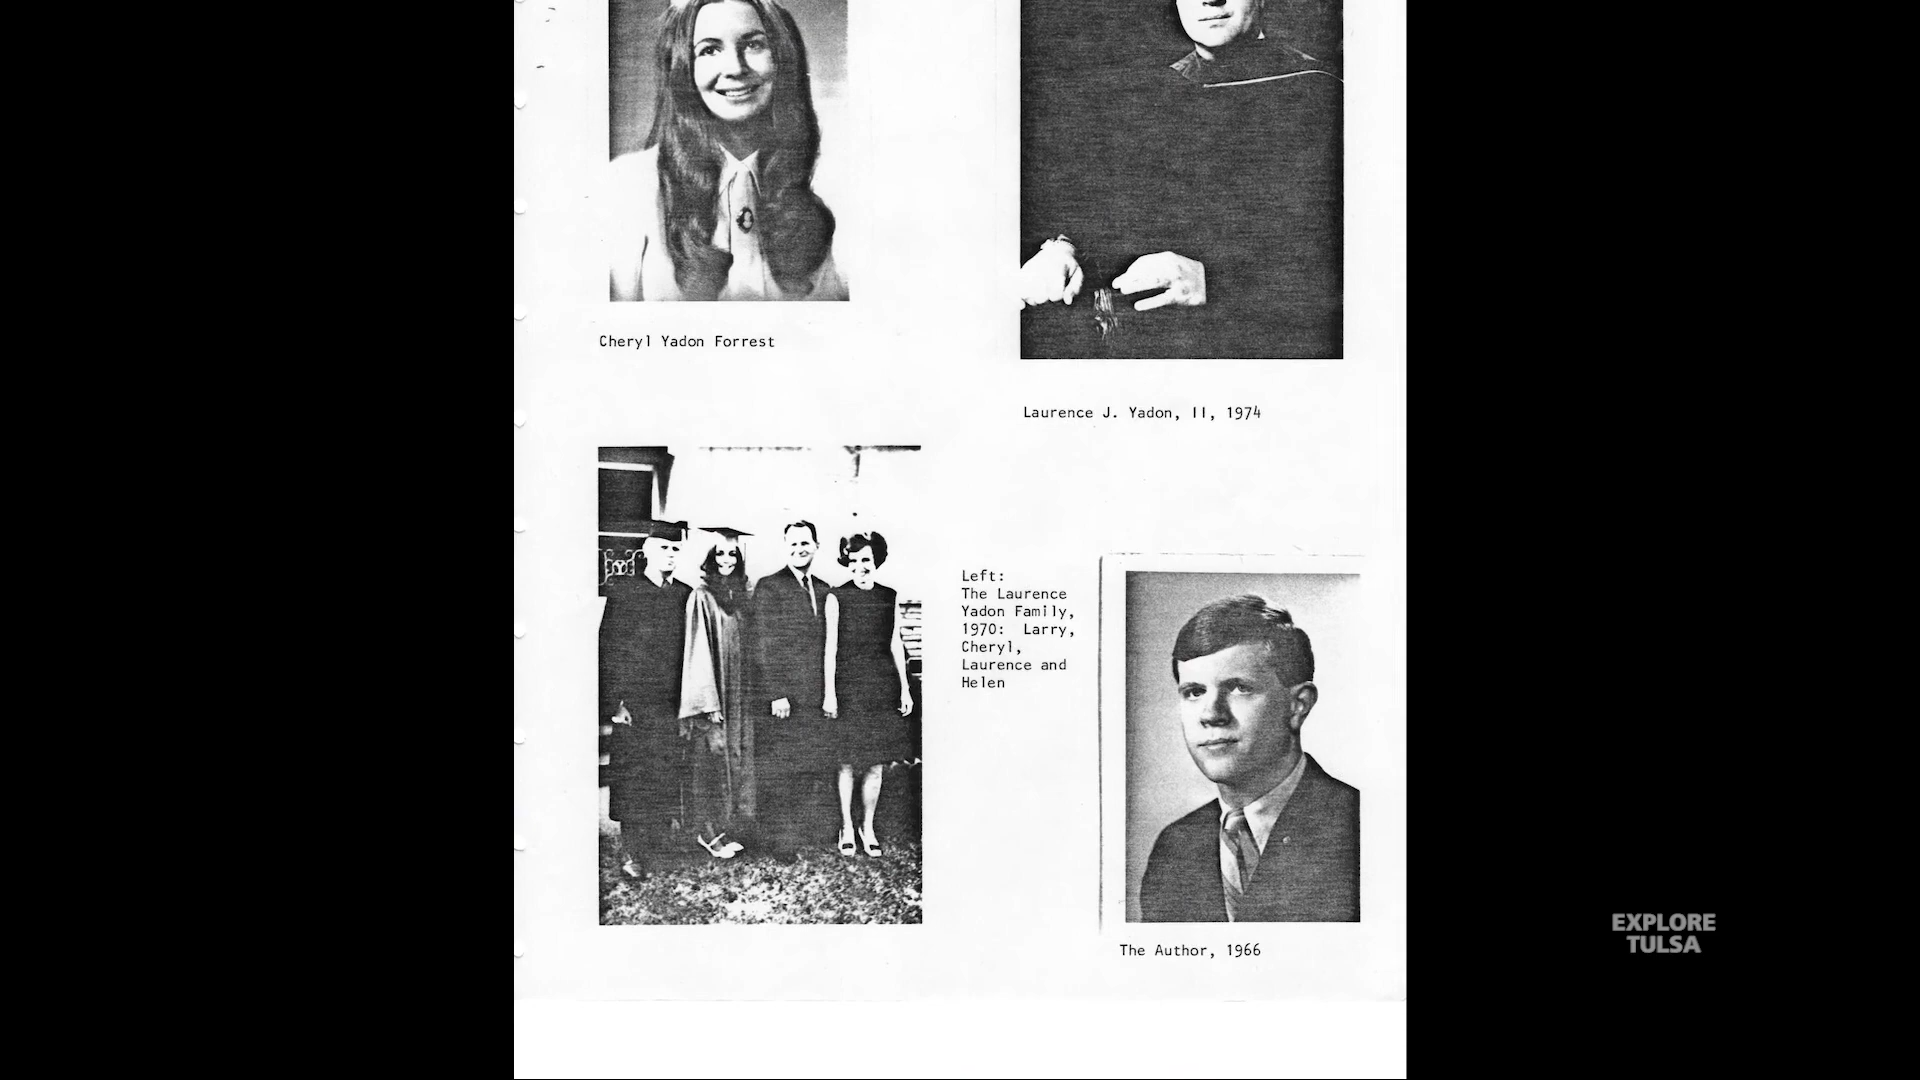 Cheryl Yadon Forrest
Laurence J. Yadon, II, 1974
Left:
The Laurence
Yadon Family,
1970: Larry,
Cheryl,
Laurence and
Helen
The Author, 1966
EXPLORE
TULSA